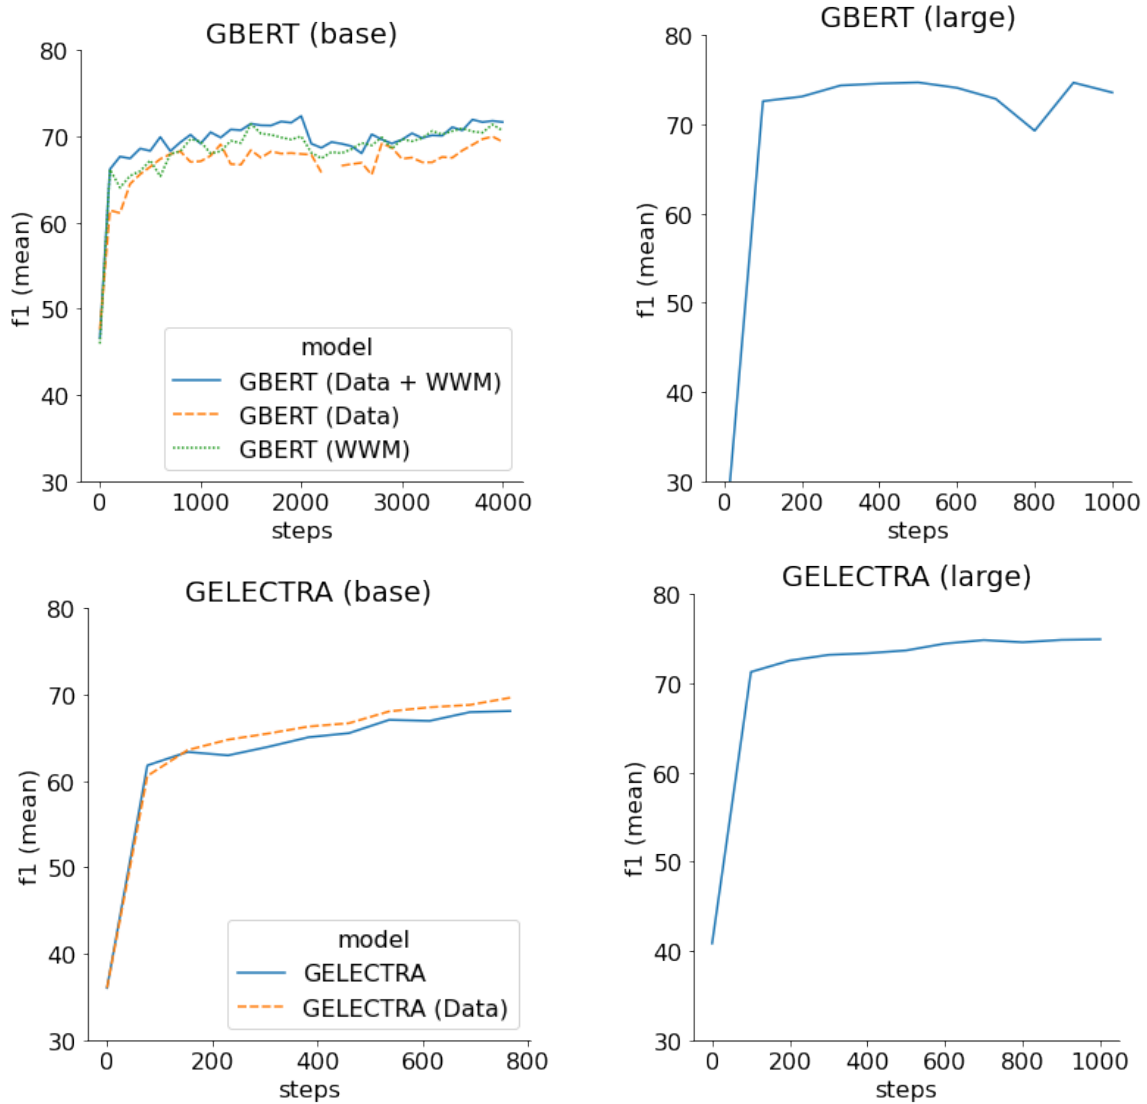 GBERT (base)
80
70
60
50
40
30
f1 (mean)
model
GBERT (Data + WWM)
GBERT (Data)
GBERT (WWM)
0 1000 2000 3000 4000
steps
GBERT (large)
80
70
60
50
40
30
f1 (mean)
0 200 400 600 800 1000
steps
GELECTRA (base)
80
70
60
50
40
30
f1 (mean)
model
GELECTRA
GELECTRA (Data)
0 200 400 600 800
steps
GELECTRA (large)
80
70
60
50
40
30
f1 (mean)
0 200 400 600 800 1000
steps